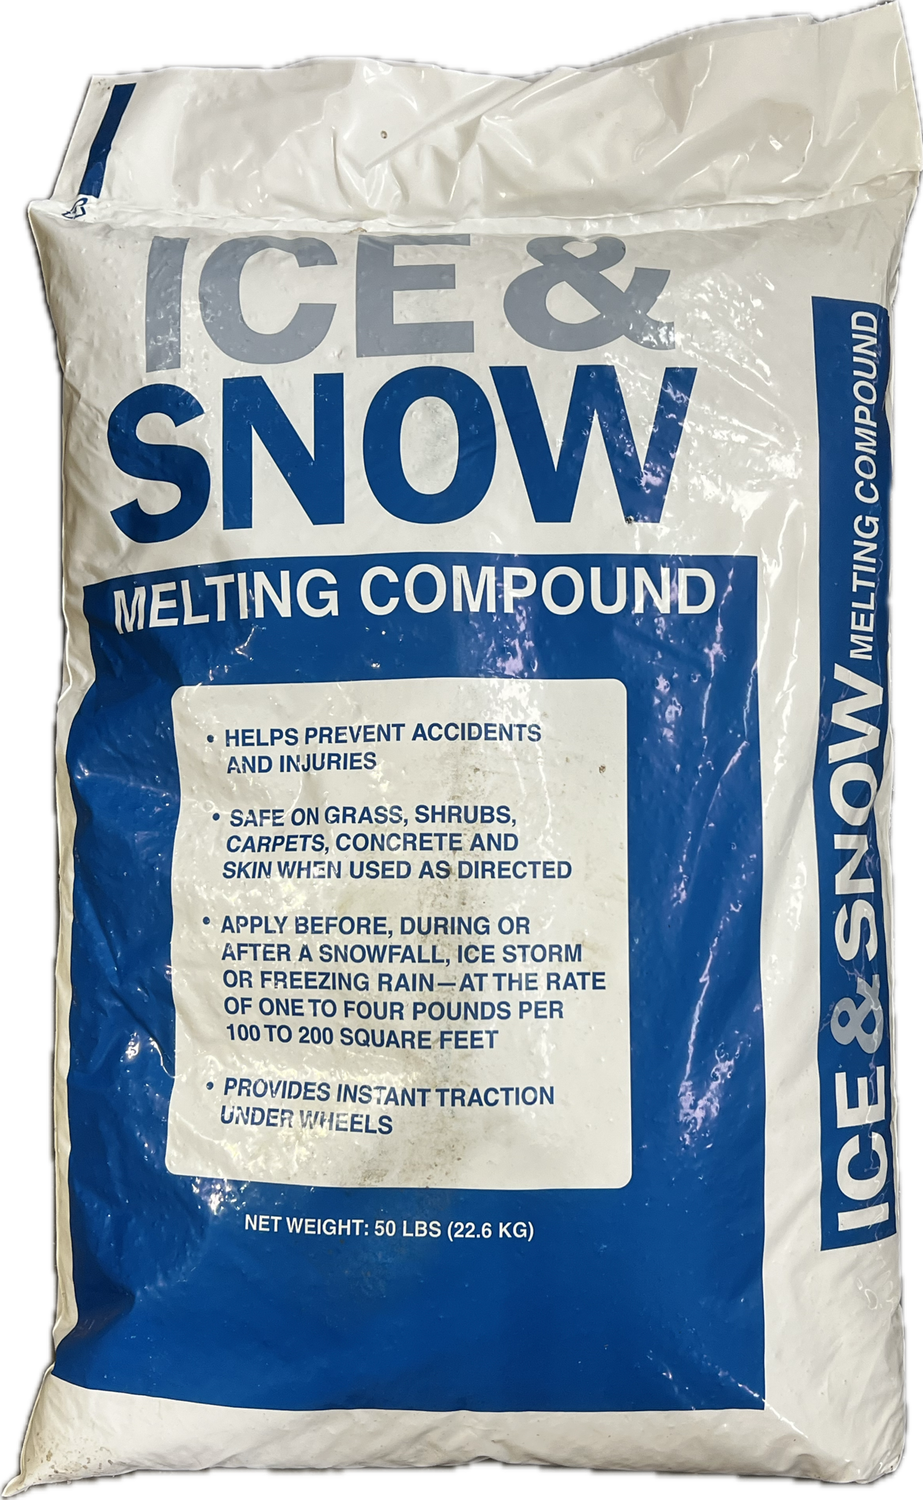 ICE &
SNOW
MELTING COMPOUND
• HELPS PREVENT ACCIDENTS
AND INJURIES
• SAFE ON GRASS, SHRUBS,
CARPETS, CONCRETE AND
SKIN WHEN USED AS DIRECTED
• APPLY BEFORE, DURING OR
AFTER A SNOWFALL, ICE STORM
OR FREEZING RAIN—AT THE RATE
OF ONE TO FOUR POUNDS PER
100 TO 200 SQUARE FEET
• PROVIDES INSTANT TRACTION
UNDER WHEELS
NET WEIGHT: 50 LBS (22.6 KG)
ICE & SNOW MELTING COMPOUND